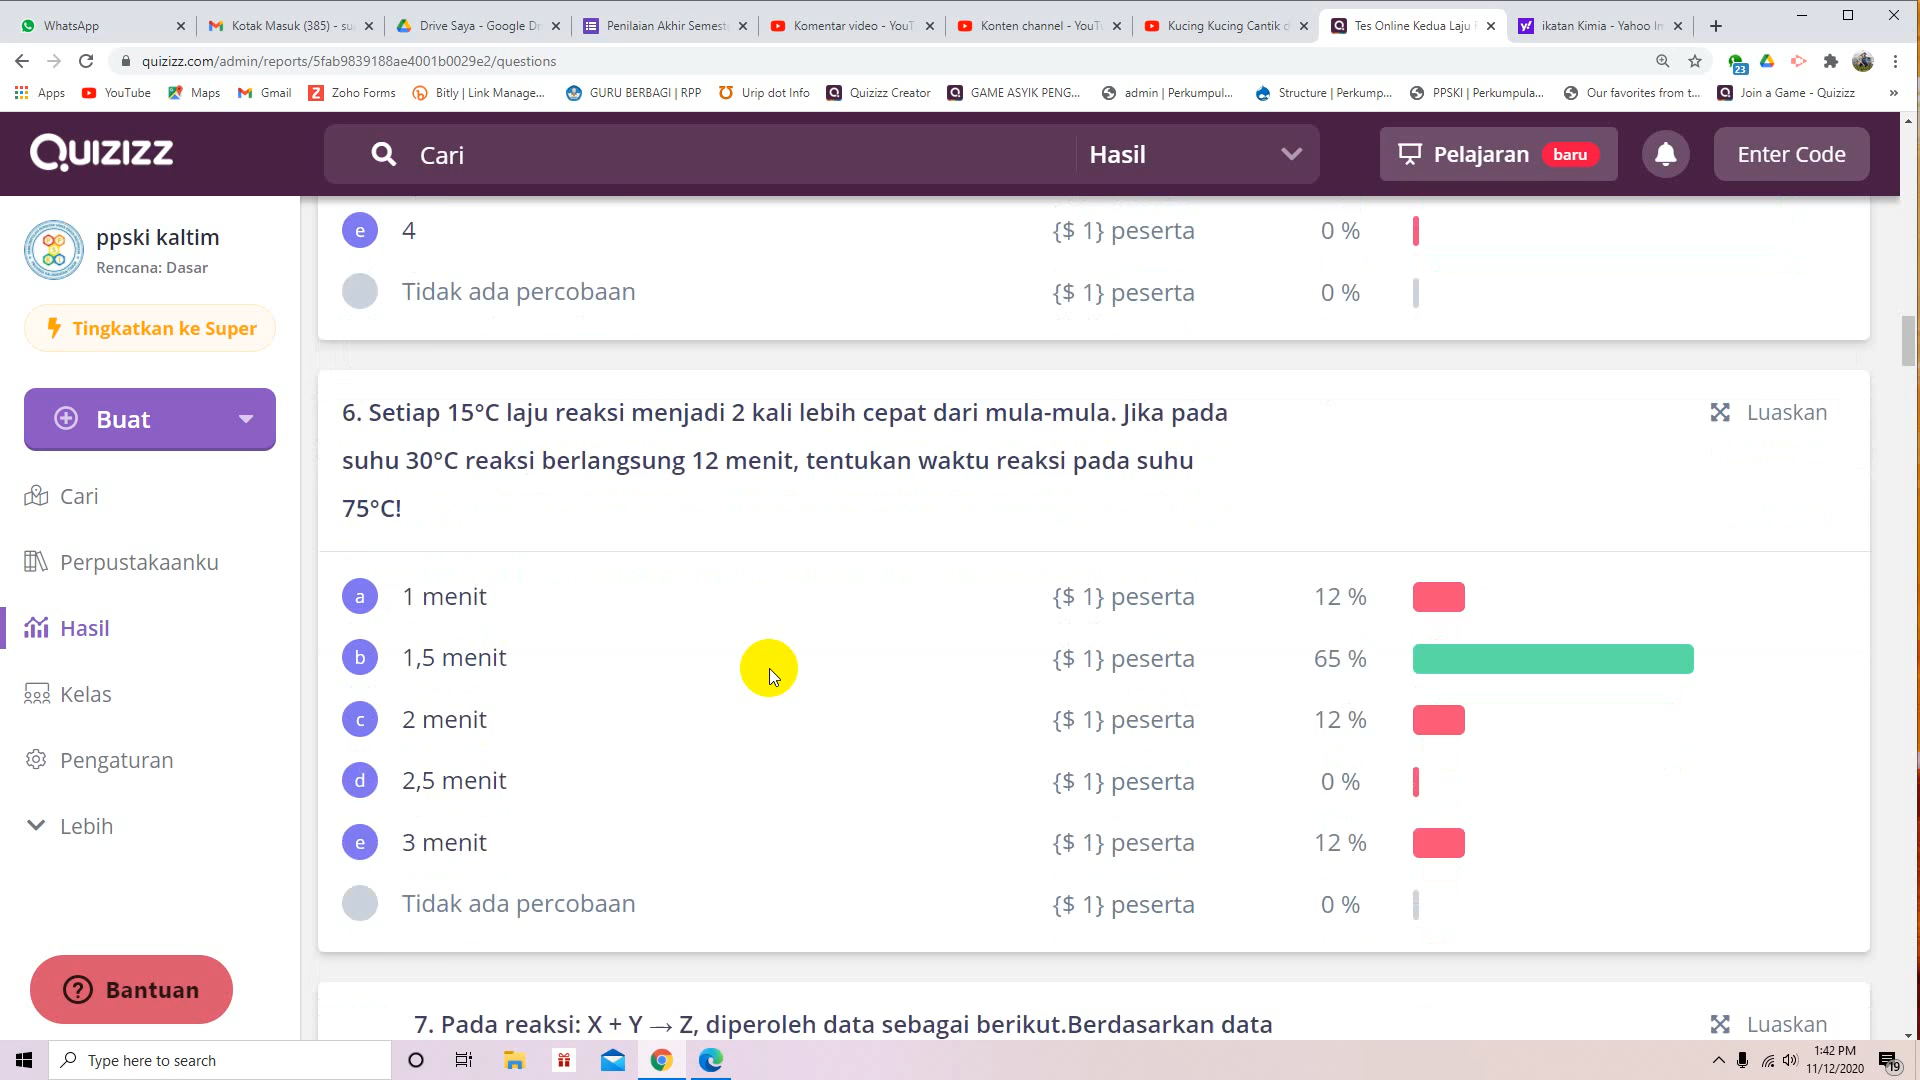 WhatsApp
Kotak Masuk (385) - su
Drive Saya - Google Dr
Penilaian Akhir Semest
Komentar video - YouT
Konten channel - YouTu
Kucing Kucing Cantik d
Tes Online Kedua Laju
ikatan Kimia - Yahoo Im
quizizz.com/admin/reports/5fab9839188ae4001b0029e2/questions
23
Apps
YouTube
Maps
Gmail
Zoho Forms
Bitly | Link Manage...
GURU BERBAGI | RPP
Urip dot Info
Quizizz Creator
GAME ASYIK PENG...
admin | Perkumpul...
Structure | Perkump...
PPSKI | Perkumpula...
Our favorites from t...
Join a Game - Quizizz
»
QUIZIZZ
Cari
Hasil
Pelajaran baru
Enter Code
ppski kaltim
Rencana: Dasar
Tingkatkan ke Super
Buat
Cari
Perpustakaanku
Hasil
Kelas
Pengaturan
Lebih
Bantuan
e 4 {$ 1} peserta 0 %
Tidak ada percobaan {$ 1} peserta 0 %
6. Setiap 15°C laju reaksi menjadi 2 kali lebih cepat dari mula-mula. Jika pada
suhu 30°C reaksi berlangsung 12 menit, tentukan waktu reaksi pada suhu
75°C!
Luaskan
a 1 menit {$ 1} peserta 12 %
b 1,5 menit {$ 1} peserta 65 %
c 2 menit {$ 1} peserta 12 %
d 2,5 menit {$ 1} peserta 0 %
e 3 menit {$ 1} peserta 12 %
Tidak ada percobaan {$ 1} peserta 0 %
7. Pada reaksi: X + Y → Z, diperoleh data sebagai berikut.Berdasarkan data
Luaskan
Type here to search
1:42 PM
11/12/2020
19